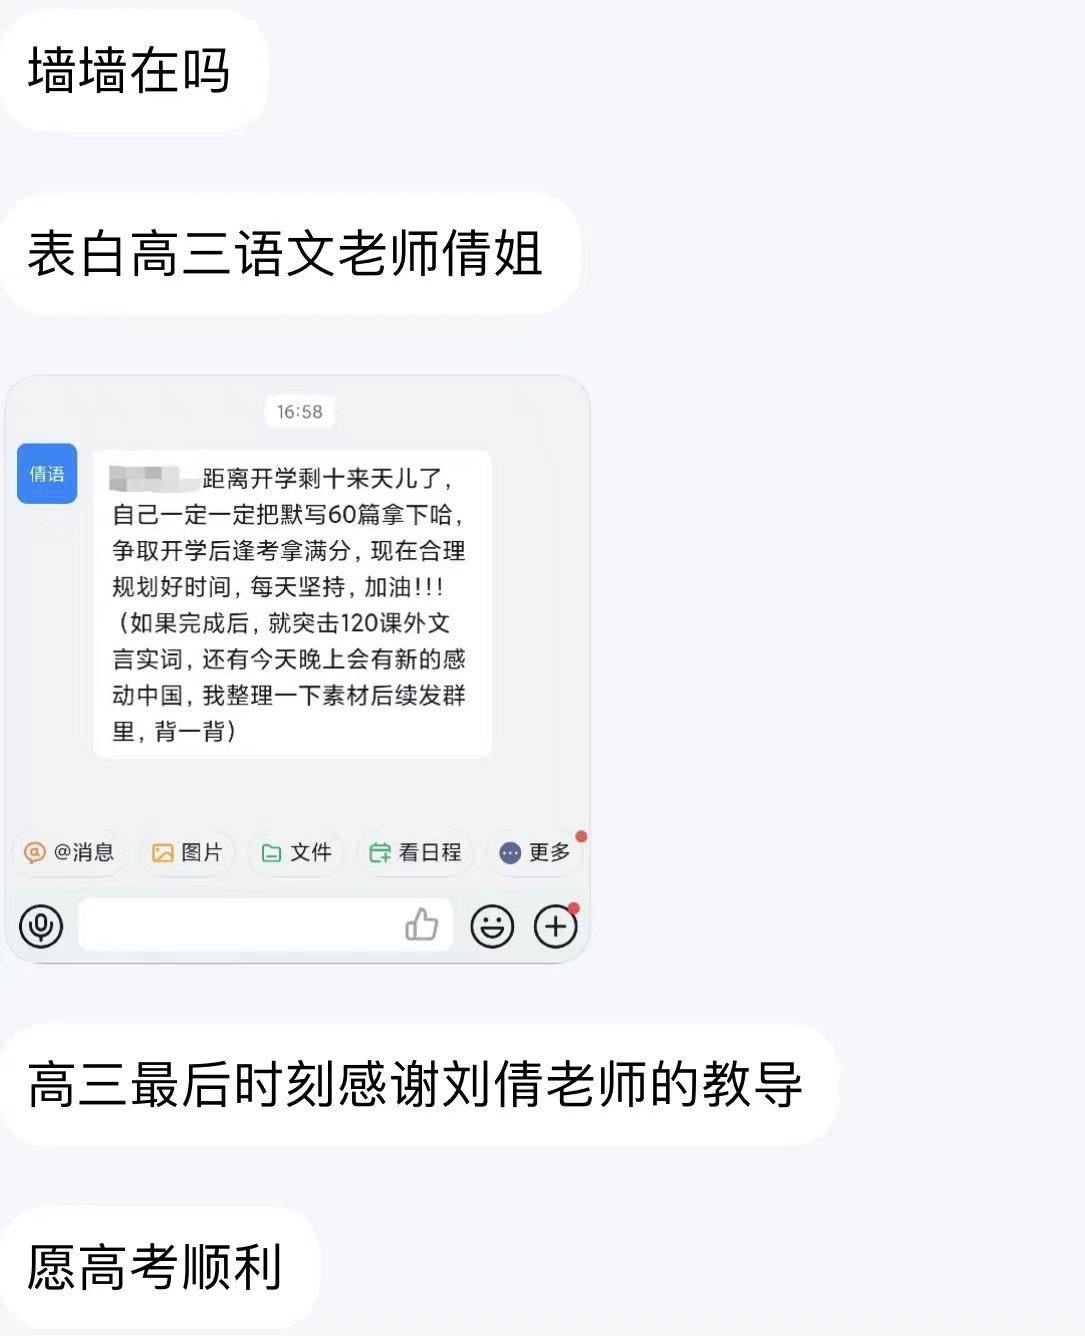 墙墙在吗
表白高三语文老师倩姐
16:58
倩语
距离开学剩十来天儿了，
自己一定一定把默写60篇拿下哈，
争取开学后逢考拿满分，现在合理
规划好时间，每天坚持，加油!!!
（如果完成后，就突击120课外文
言实词，还有今天晚上会有新的感
动中国，我整理一下素材后续发群
里，背一背）
@消息 图片 文件 看日程 更多
高三最后时刻感谢刘倩老师的教导
愿高考顺利